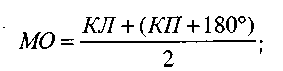 МО = КЛ + (КП + 180°) / 2 ;